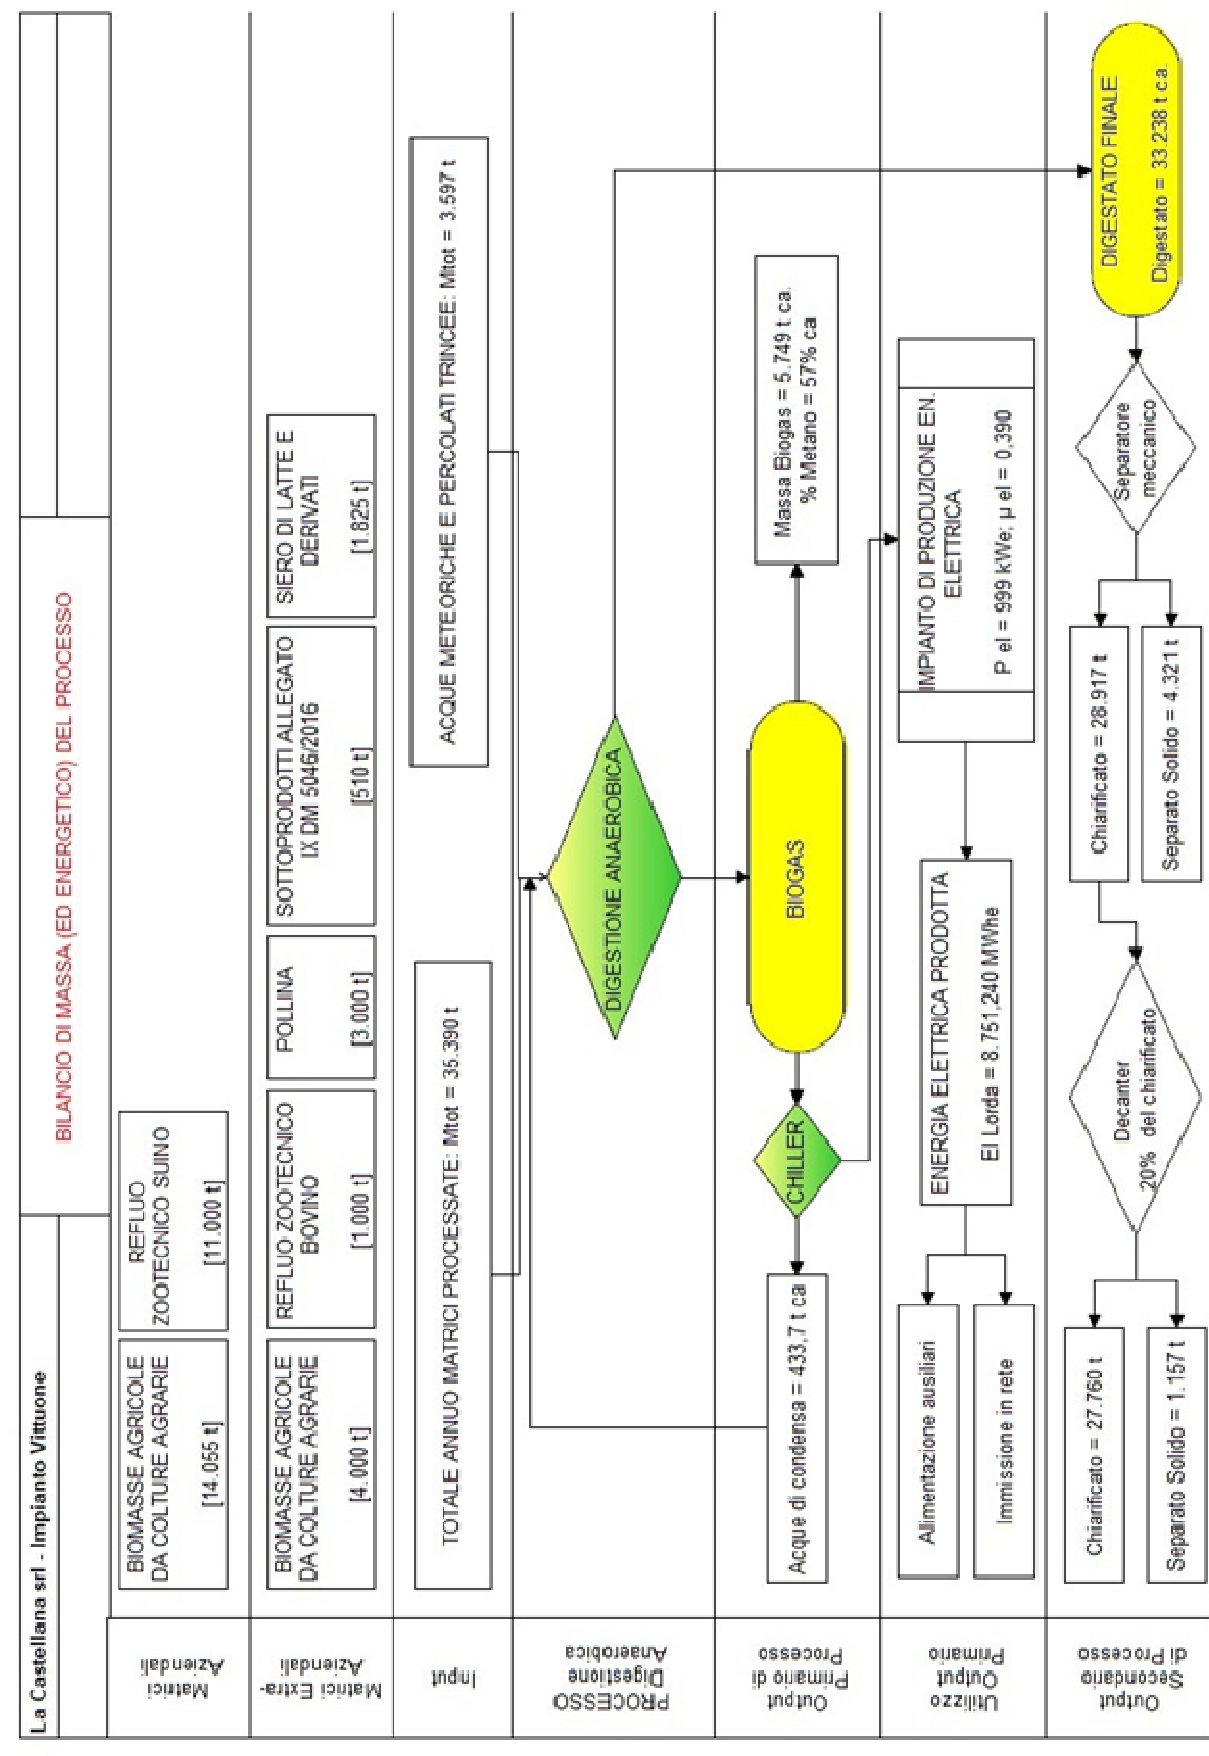 La Castellana srl - Impianto Vittuone
BILANCIO DI MASSA (ED ENERGETICO) DEL PROCESSO
Matrici
Aziendali
BIOMASSE AGRICOLE
DA COLTURE AGRARIE
[14.055 t]
REFLUO
ZOOTECNICO SUINO
[11.000 t]
Matrici Extra-
Aziendali
BIOMASSE AGRICOLE
DA COLTURE AGRARIE
[4.000 t]
REFLUO ZOOTECNICO
BOVINO
[1.000 t]
POLLINA
[3.000 t]
SOTTOPRODOTTI ALLEGATO
IX DM 5046/2016
[510 t]
SIERO DI LATTE E
DERIVATI
[1.825 t]
Input
TOTALE ANNUO MATRICI PROCESSATE: Mtot = 35.390 t
ACQUE METEORICHE E PERCOLATI TRINCEE: Mtot = 3.597 t
PROCESSO
Digestione
Anaerobica
DIGESTIONE ANAEROBICA
Output
Primario di
Processo
Acque di condensa = 433,7 t ca
CHILLER
BIOGAS
Massa Biogas = 5.749 t ca.
% Metano = 57% ca
Utilizzo
Output
Primario
Alimentazione ausiliari
Immissione in rete
ENERGIA ELETTRICA PRODOTTA
El Lorda = 8.751,240 MWhe
IMPIANTO DI PRODUZIONE EN.
ELETTRICA
P el = 999 kWe; µ el = 0,390
Output
Secondario
di Processo
Chiarificato = 27.760 t
Separato Solido = 1.157 t
Decanter
20% del chiarificato
Chiarificato = 28.917 t
Separato Solido = 4.321 t
Separatore
meccanico
DIGESTATO FINALE
Digestato = 33.238 t ca.